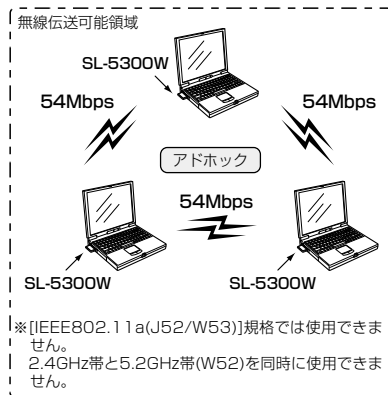 無線伝送可能領域
SL-5300W
54Mbps
54Mbps
アドホック
54Mbps
SL-5300W
SL-5300W
※[IEEE802.11a(J52/W53)]規格では使用できま
せん。
2.4GHz帯と5.2GHz帯(W52)を同時に使用できま
せん。